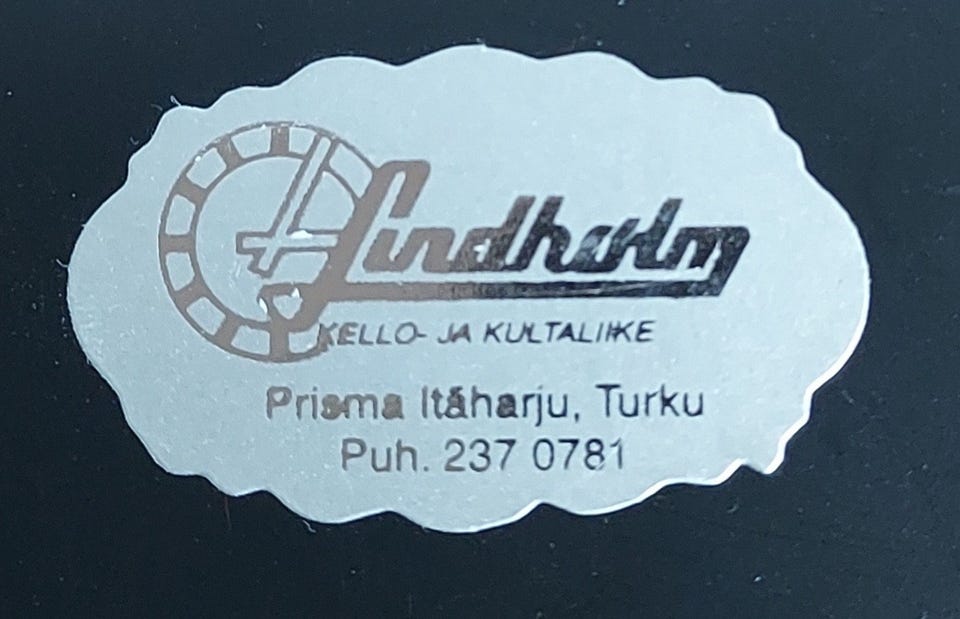 Lindholm
KELLO- JA KULTALIIKE
Prisma Itäharju, Turku
Puh. 237 0781